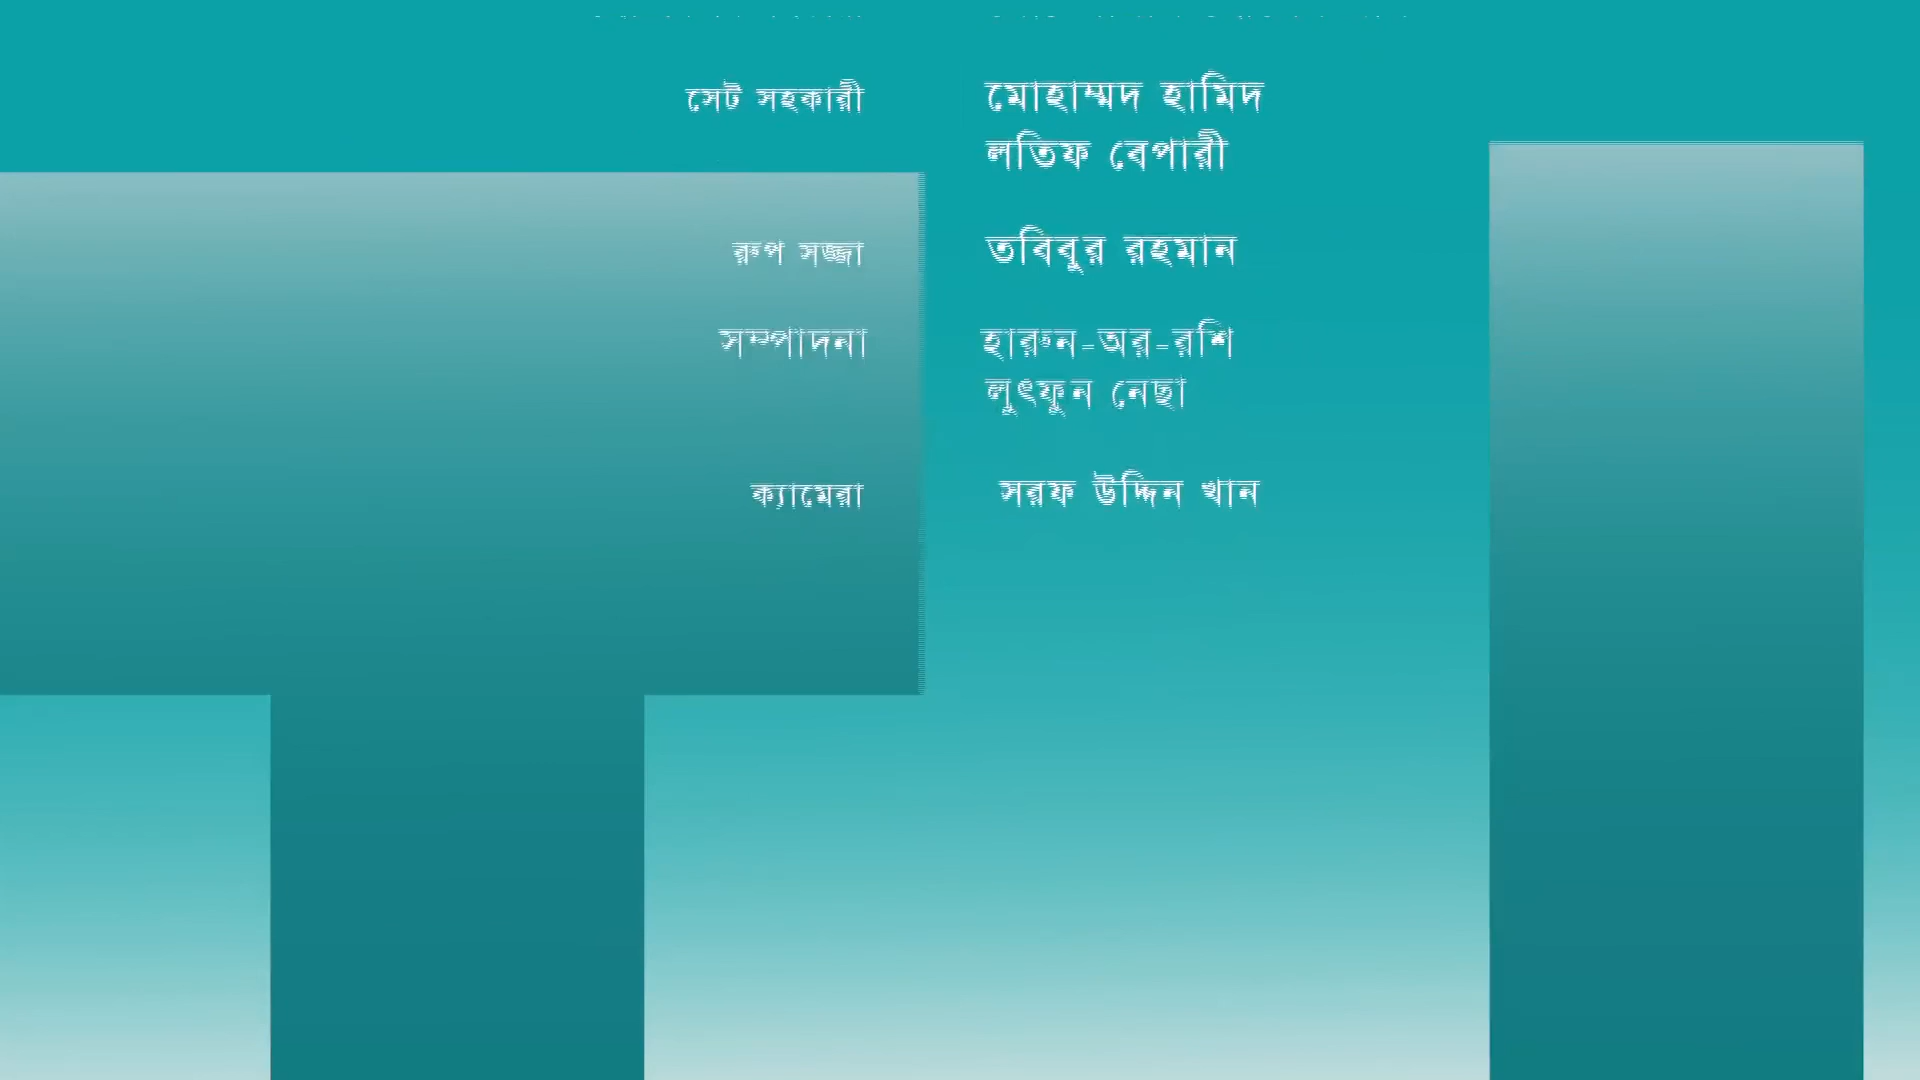 সেট সহকারী মোহাম্মদ হামিদ
লতিফ বেপারী
রুপ সজ্জা তবিবুর রহমান
সম্পাদনা হারুন-অর-রশি
লুৎফুন নেছা
ক্যামেরা সরফ উদ্দিন খান